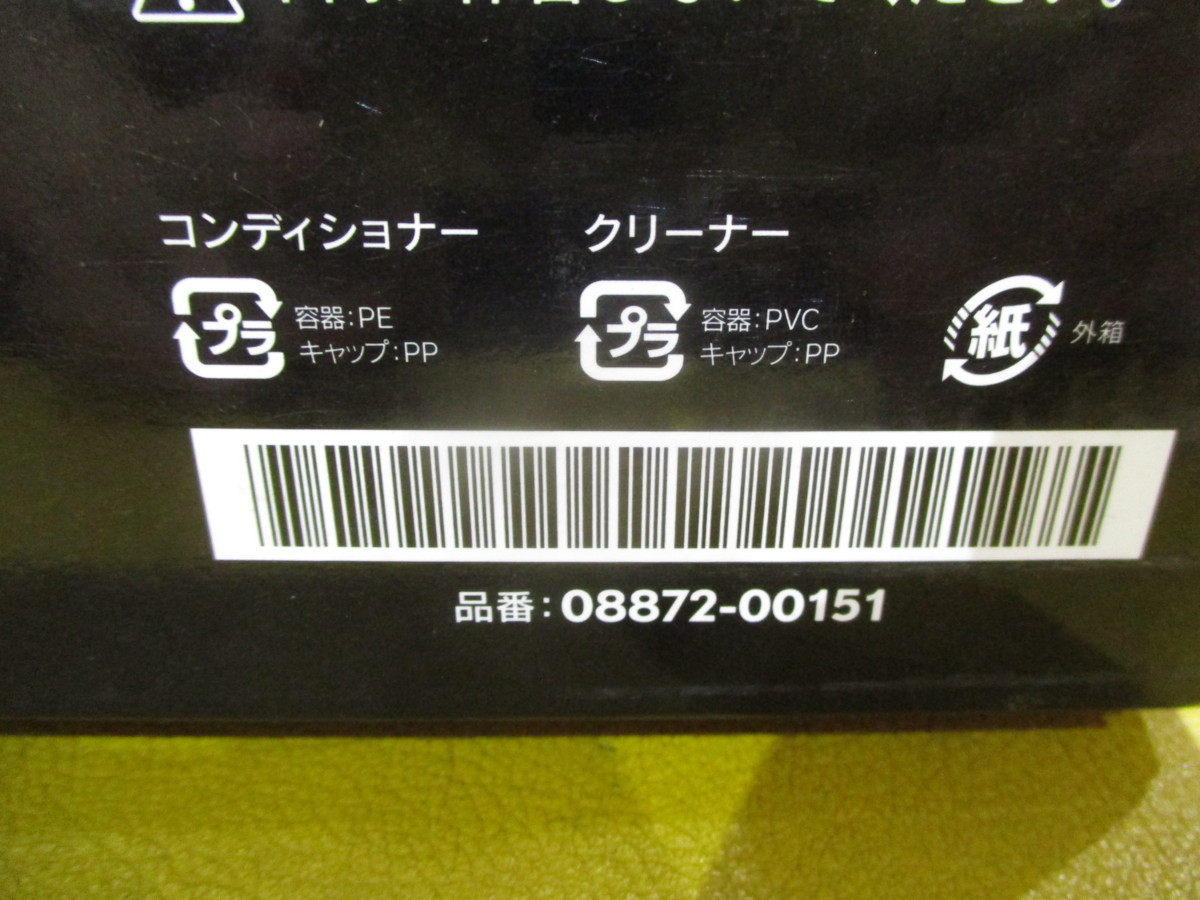 コンディショナー
クリーナー
プラ
容器:PE
キャップ:PP
プラ
容器:PVC
キャップ:PP
紙
外箱
品番:08872-00151